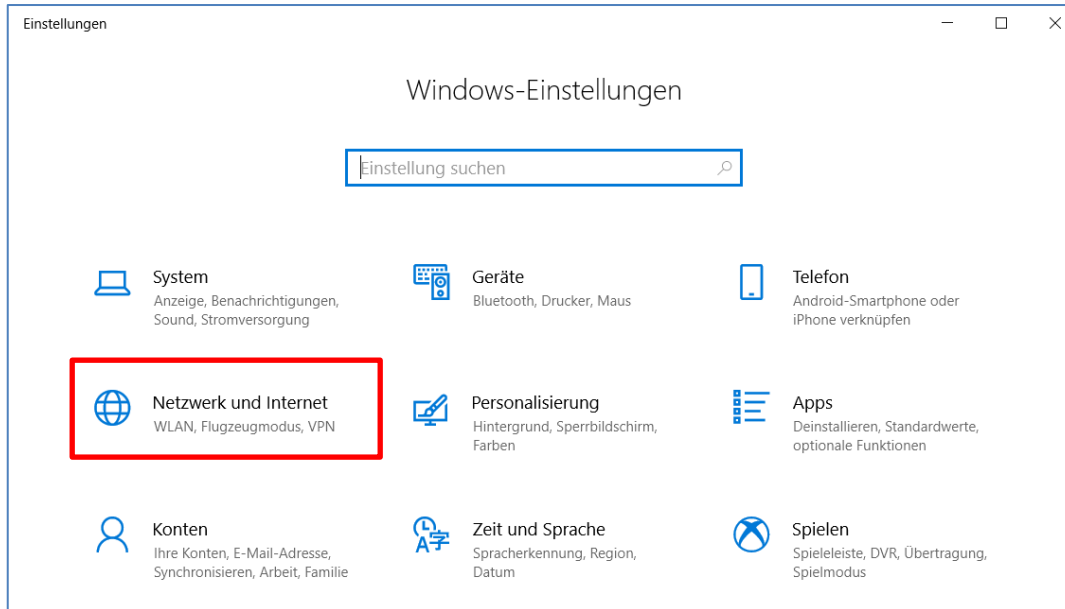 Einstellungen
Windows-Einstellungen
Einstellung suchen
System
Anzeige, Benachrichtigungen,
Sound, Stromversorgung
Geräte
Bluetooth, Drucker, Maus
Telefon
Android-Smartphone oder
iPhone verknüpfen
Netzwerk und Internet
WLAN, Flugzeugmodus, VPN
Personalisierung
Hintergrund, Sperrbildschirm,
Farben
Apps
Deinstallieren, Standardwerte,
optionale Funktionen
Konten
Ihre Konten, E-Mail-Adresse,
Synchronisieren, Arbeit, Familie
Zeit und Sprache
Spracherkennung, Region,
Datum
Spielen
Spieleleiste, DVR, Übertragung,
Spielmodus